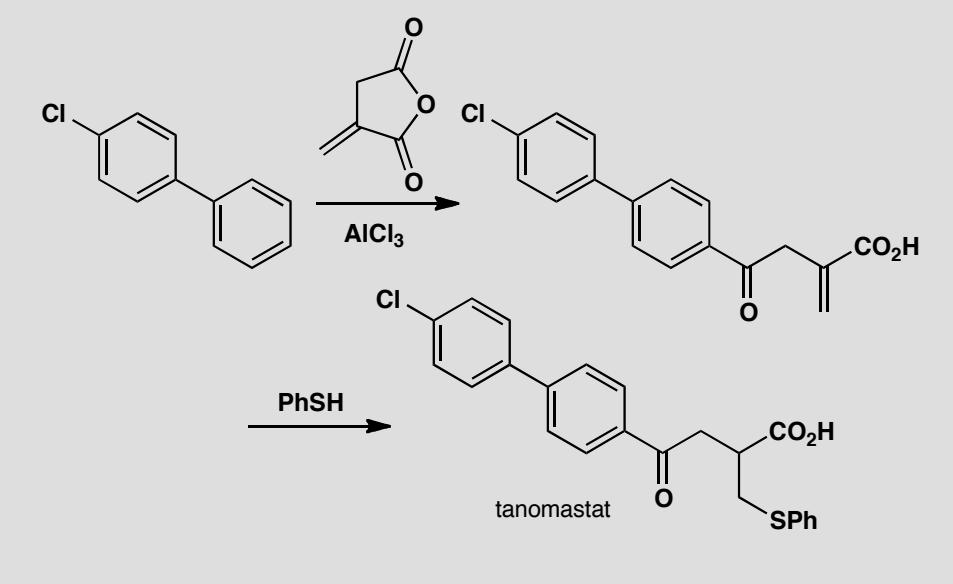 O
Cl
O
Cl
O
AlCl₃
CO₂H
O
Cl
PhSH
CO₂H
O
tanomastat
SPh